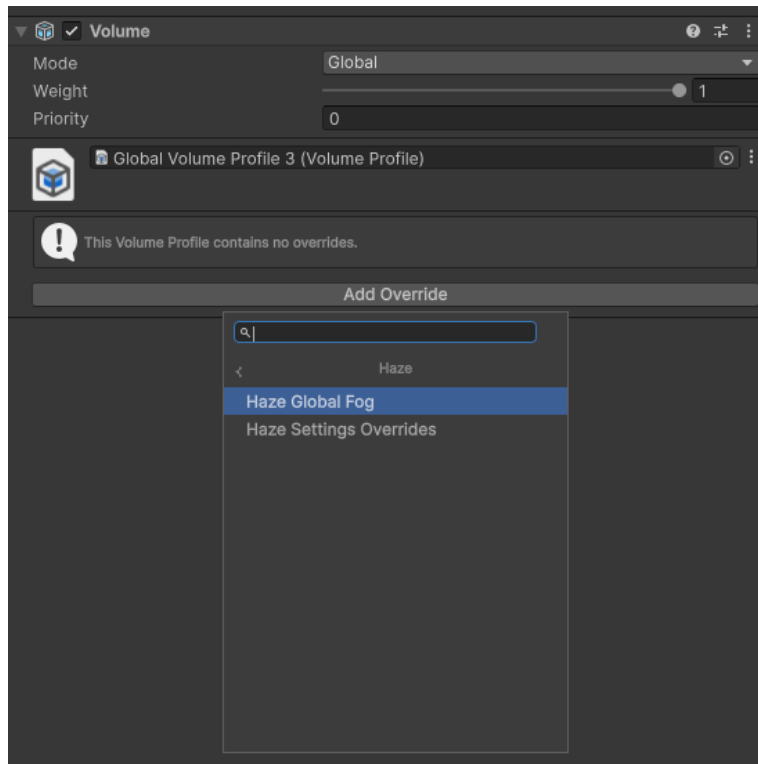 Volume
Mode Global
Weight 1
Priority 0
Global Volume Profile 3 (Volume Profile)
This Volume Profile contains no overrides.
Add Override
Haze
Haze Global Fog
Haze Settings Overrides